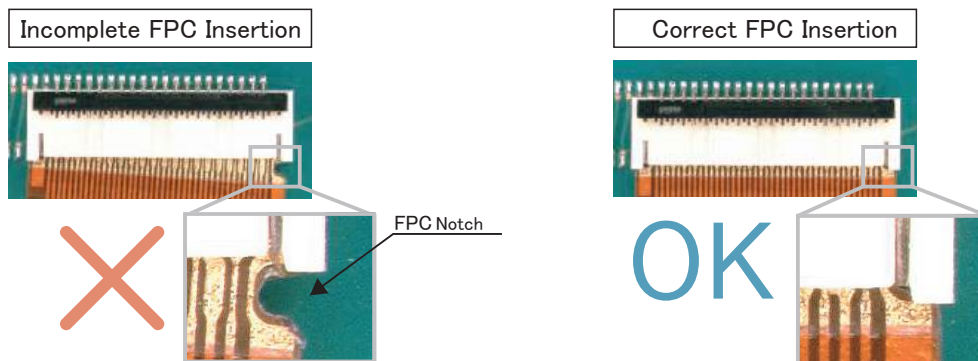 Incomplete FPC Insertion
Correct FPC Insertion
FPC Notch
OK